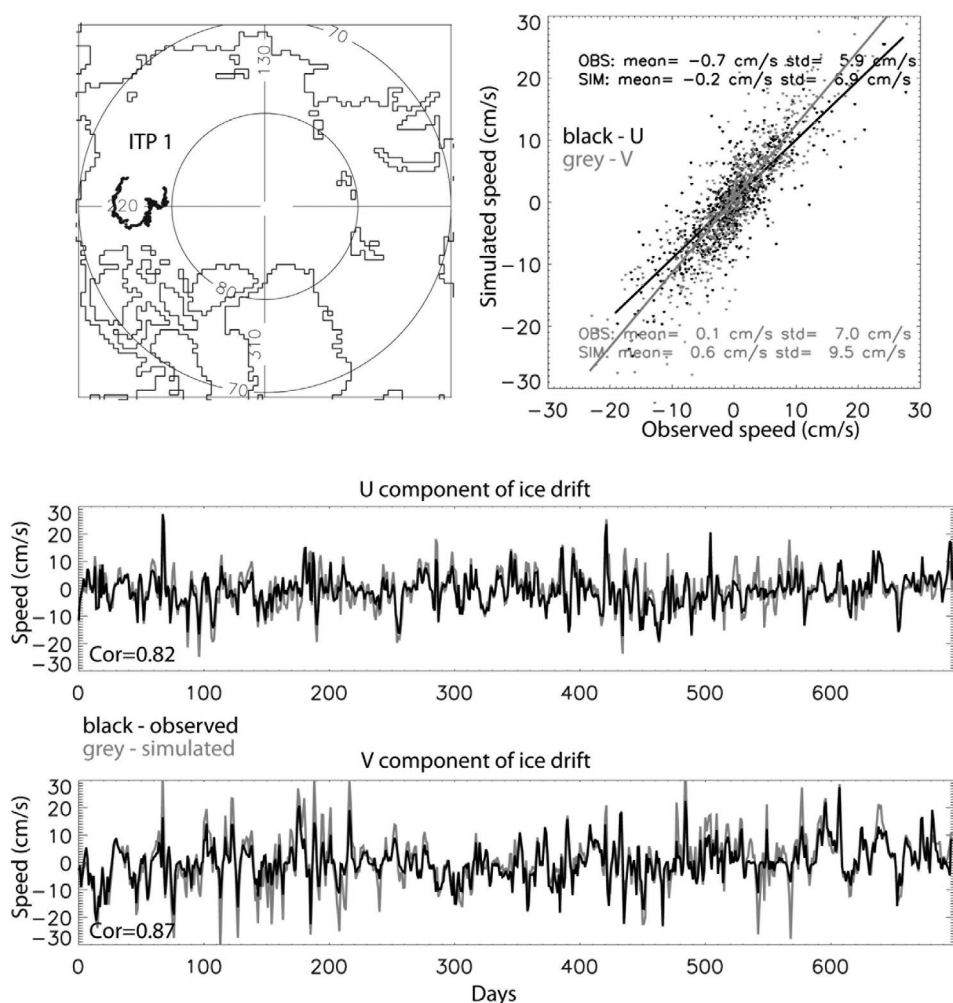 70
130
ITP 1
220
80
310
70
30
OBS: mean= -0.7 cm/s std= 5.9 cm/s
SIM: mean= -0.2 cm/s std= 6.9 cm/s
20
black - U
grey - V
10
0
-10
-20
OBS: mean= 0.1 cm/s std= 7.0 cm/s
SIM: mean= 0.6 cm/s std= 9.5 cm/s
-30
Simulated speed (cm/s)
-30 -20 -10 0 10 20 30
Observed speed (cm/s)
U component of ice drift
30
20
10
0
-10
-20
-30
Speed (cm/s)
Cor=0.82
0 100 200 300 400 500 600
black - observed
grey - simulated
V component of ice drift
30
20
10
0
-10
-20
-30
Speed (cm/s)
Cor=0.87
0 100 200 300 400 500 600
Days